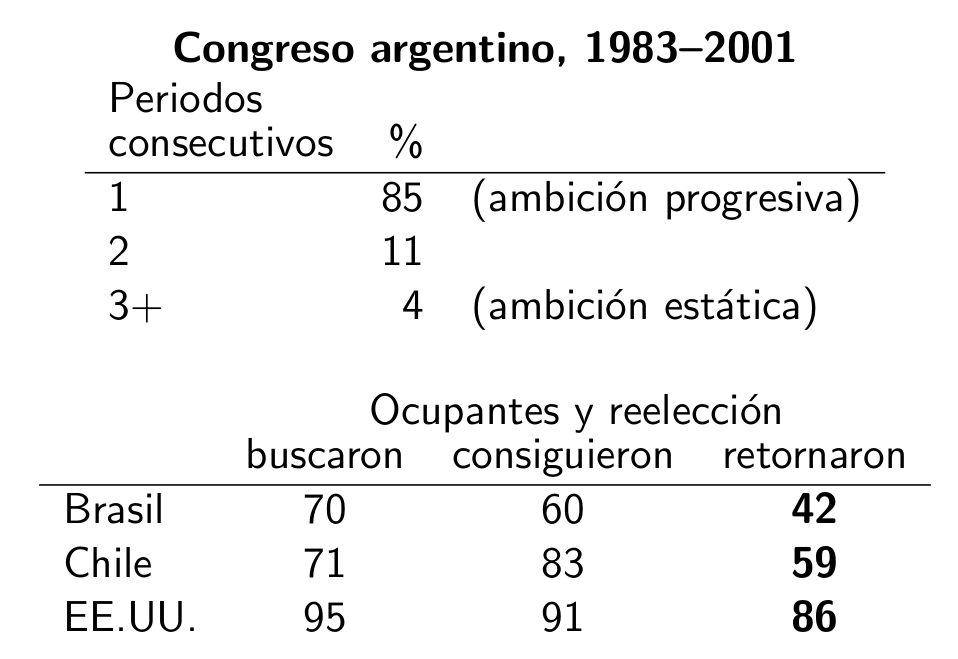 Congreso argentino, 1983–2001
Periodos
consecutivos %
1 85 (ambición progresiva)
2 11
3+ 4 (ambición estática)
Ocupantes y reelección
buscaron consiguieron retornaron
Brasil 70 60 42
Chile 71 83 59
EE.UU. 95 91 86